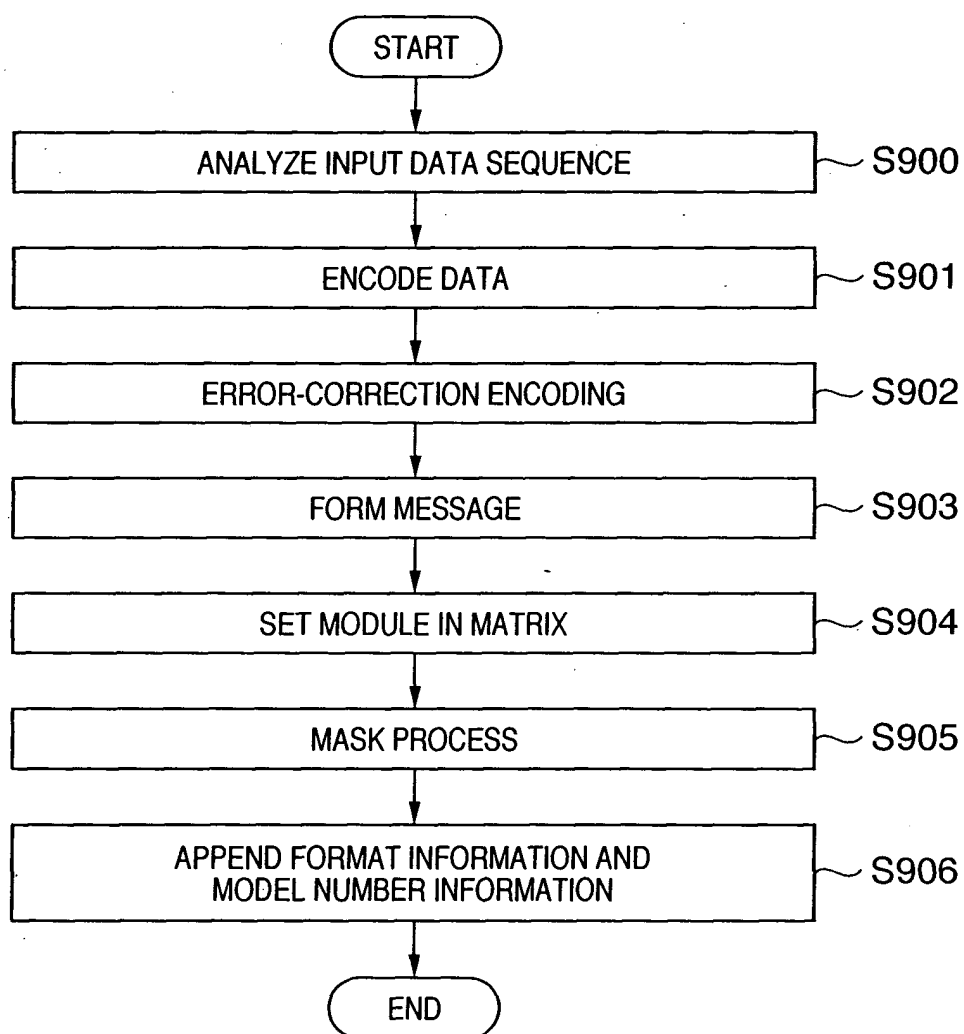 START
ANALYZE INPUT DATA SEQUENCE S900
ENCODE DATA S901
ERROR-CORRECTION ENCODING S902
FORM MESSAGE S903
SET MODULE IN MATRIX S904
MASK PROCESS S905
APPEND FORMAT INFORMATION AND
MODEL NUMBER INFORMATION S906
END